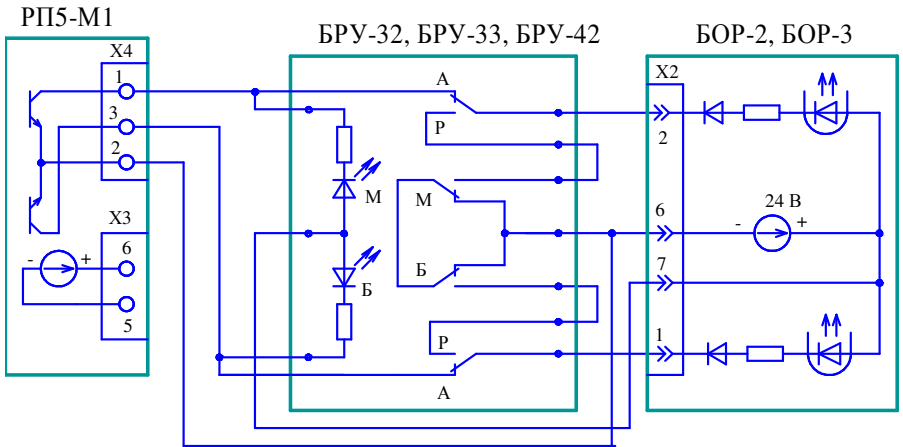 РП5-М1
БРУ-32, БРУ-33, БРУ-42
БОР-2, БОР-3
X4
1
3
2
X3
-
+
6
5
А
Р
М
Б
М
Б
Р
А
X2
2
6
7
1
24 В
-
+